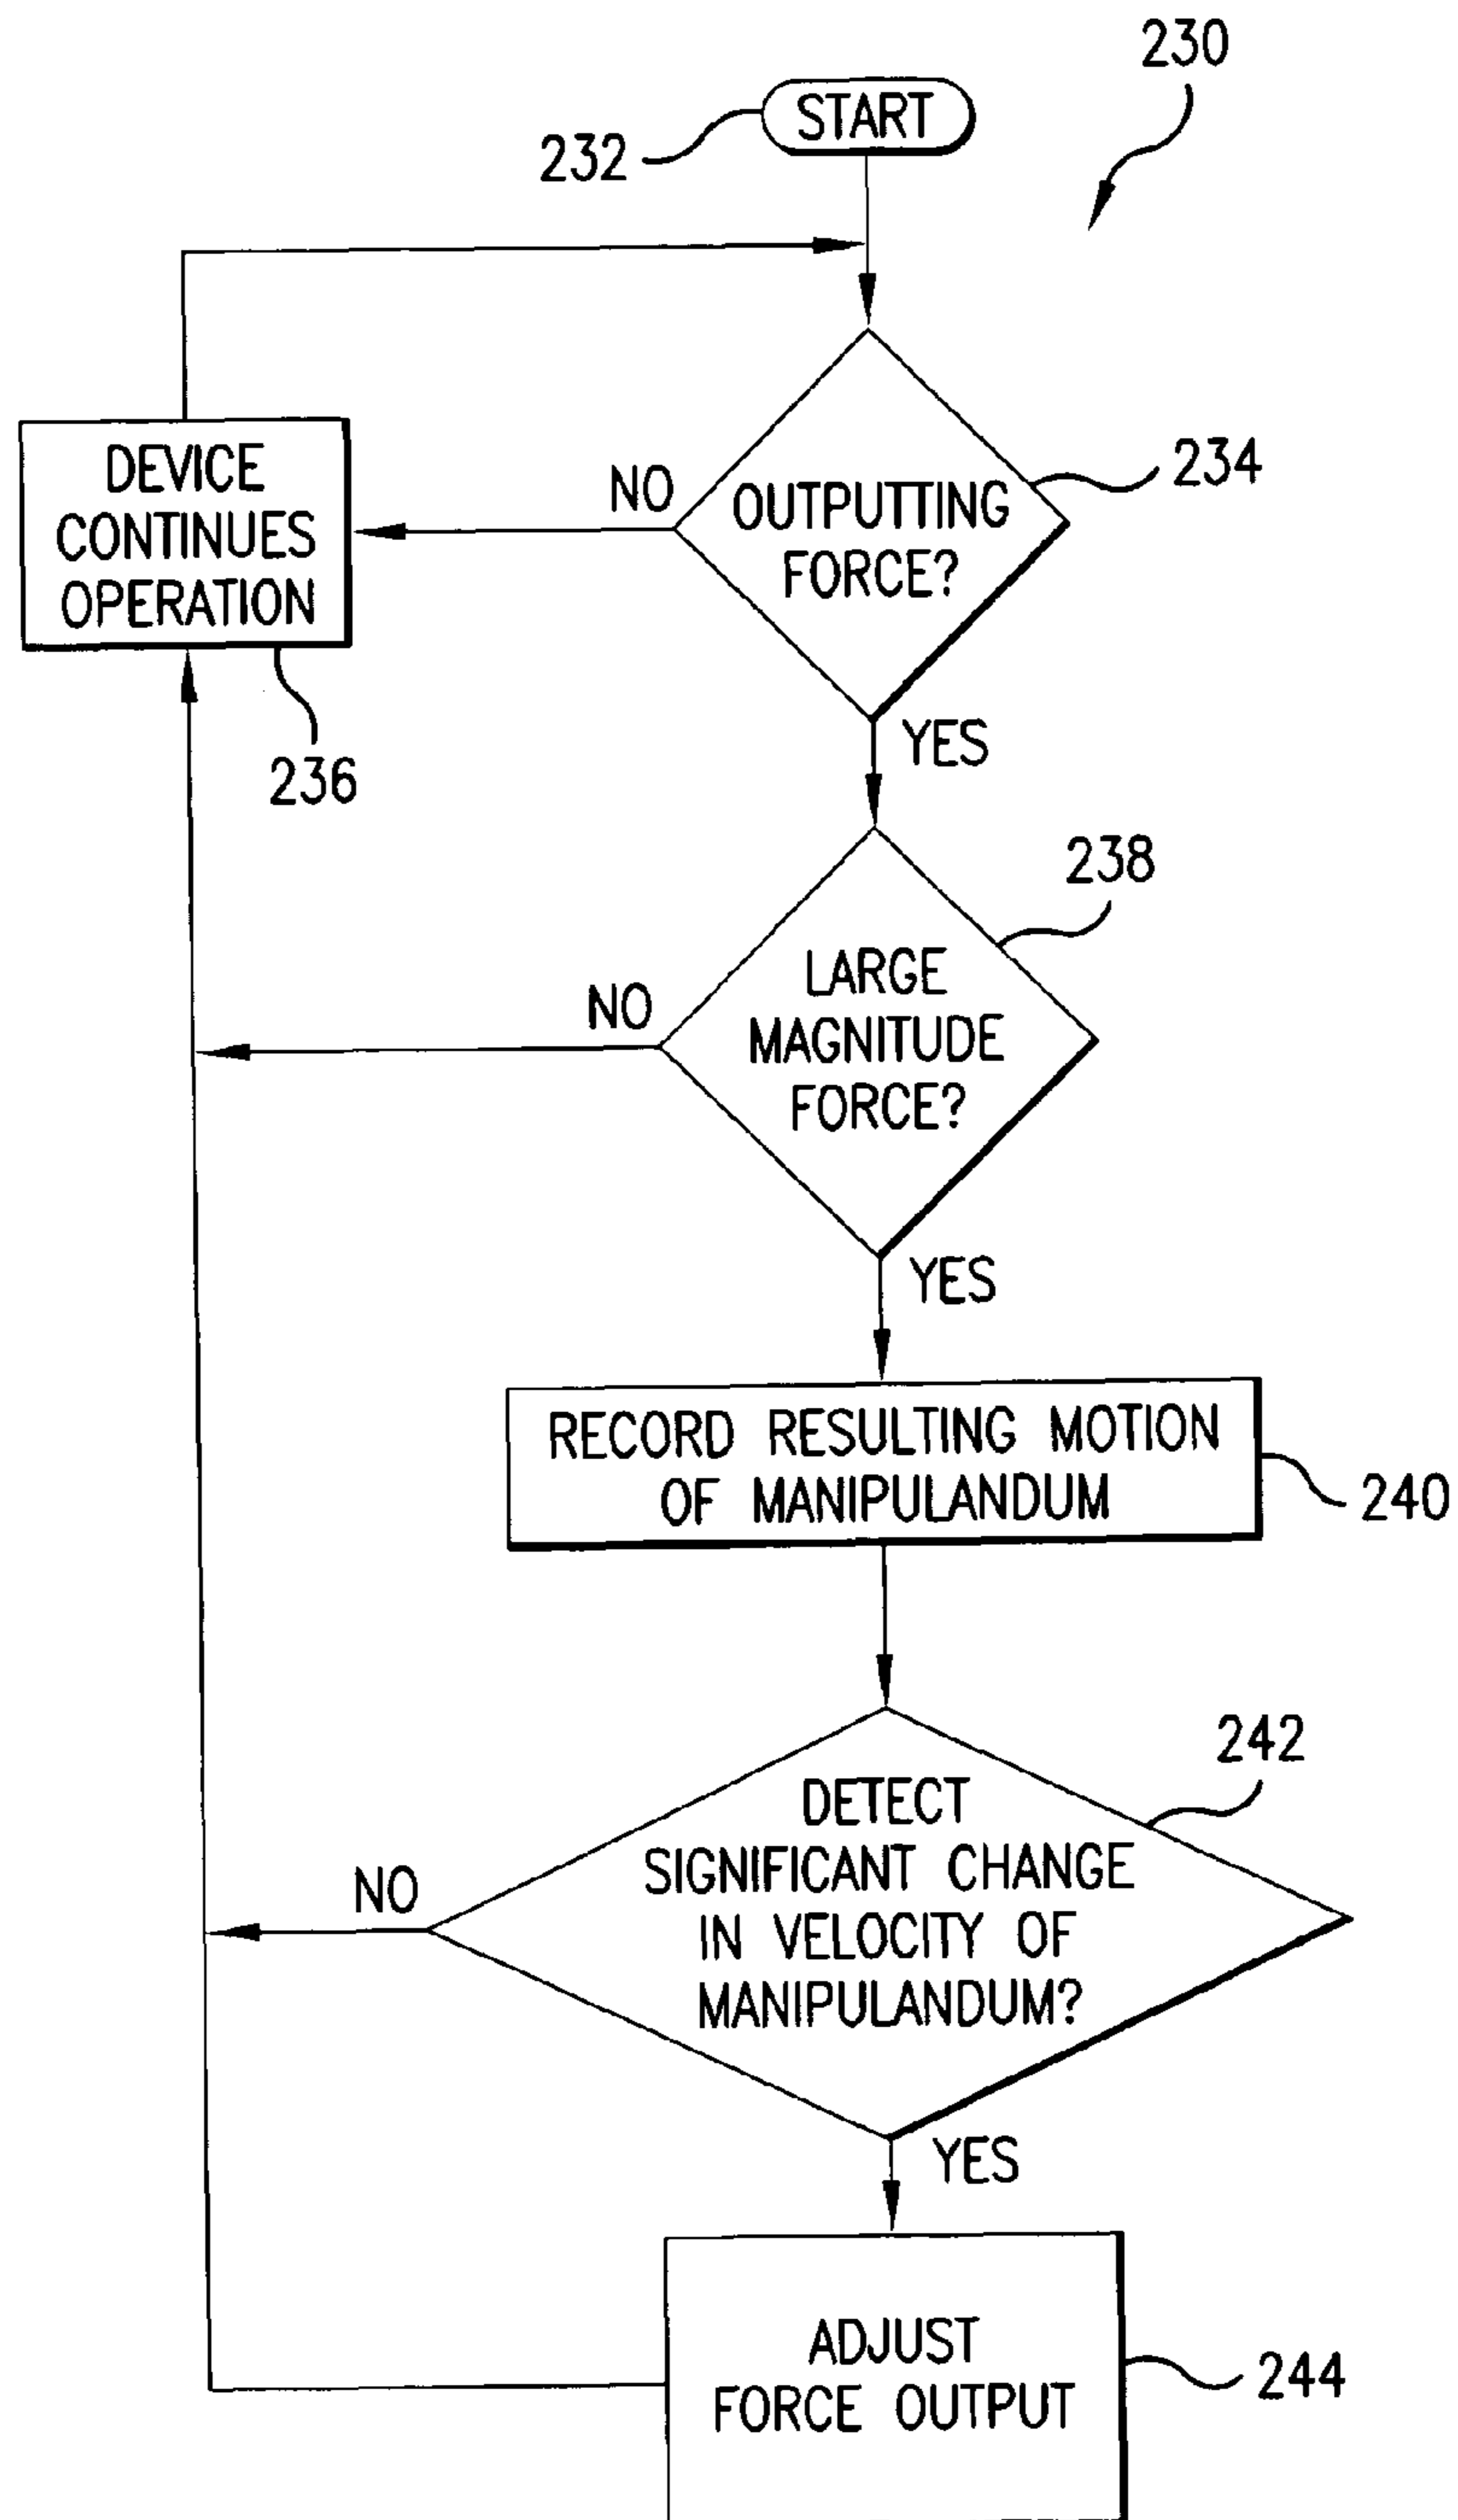 230
START
232
DEVICE
CONTINUES
OPERATION
NO
OUTPUTTING
FORCE?
234
YES
236
238
LARGE
MAGNITUDE
FORCE?
NO
YES
RECORD RESULTING MOTION
OF MANIPULANDUM
240
242
DETECT
SIGNIFICANT CHANGE
IN VELOCITY OF
MANIPULANDUM?
NO
YES
ADJUST
FORCE OUTPUT
244